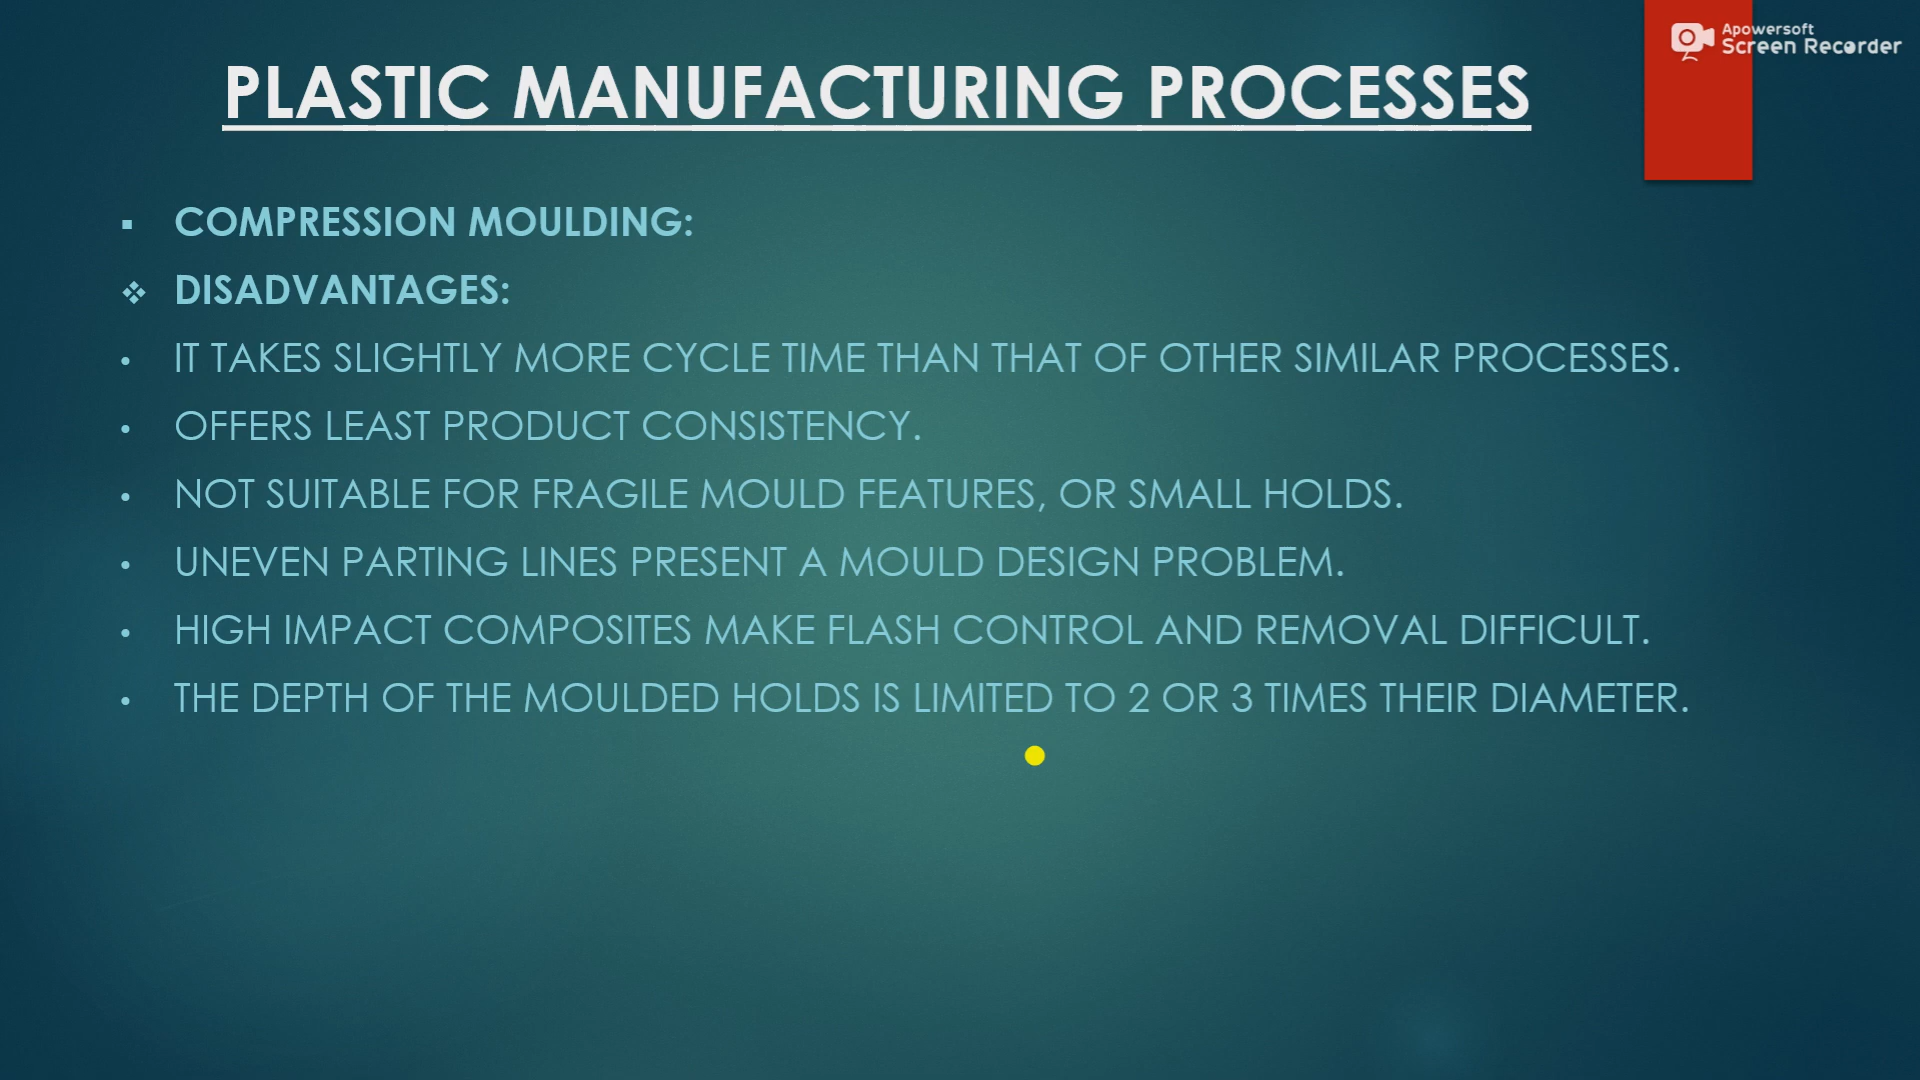 Apowersoft
Screen Recorder
PLASTIC MANUFACTURING PROCESSES
▪ COMPRESSION MOULDING:
❖ DISADVANTAGES:
• IT TAKES SLIGHTLY MORE CYCLE TIME THAN THAT OF OTHER SIMILAR PROCESSES.
• OFFERS LEAST PRODUCT CONSISTENCY.
• NOT SUITABLE FOR FRAGILE MOULD FEATURES, OR SMALL HOLDS.
• UNEVEN PARTING LINES PRESENT A MOULD DESIGN PROBLEM.
• HIGH IMPACT COMPOSITES MAKE FLASH CONTROL AND REMOVAL DIFFICULT.
• THE DEPTH OF THE MOULDED HOLDS IS LIMITED TO 2 OR 3 TIMES THEIR DIAMETER.